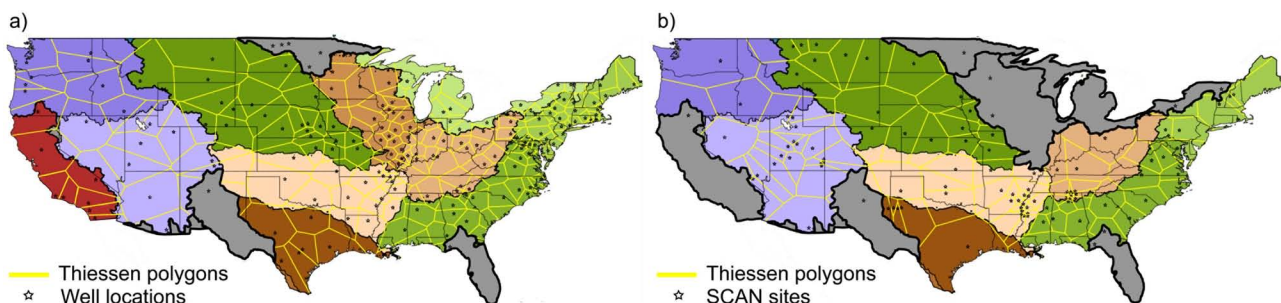 a)
b)
Thiessen polygons
Well locations
Thiessen polygons
SCAN sites